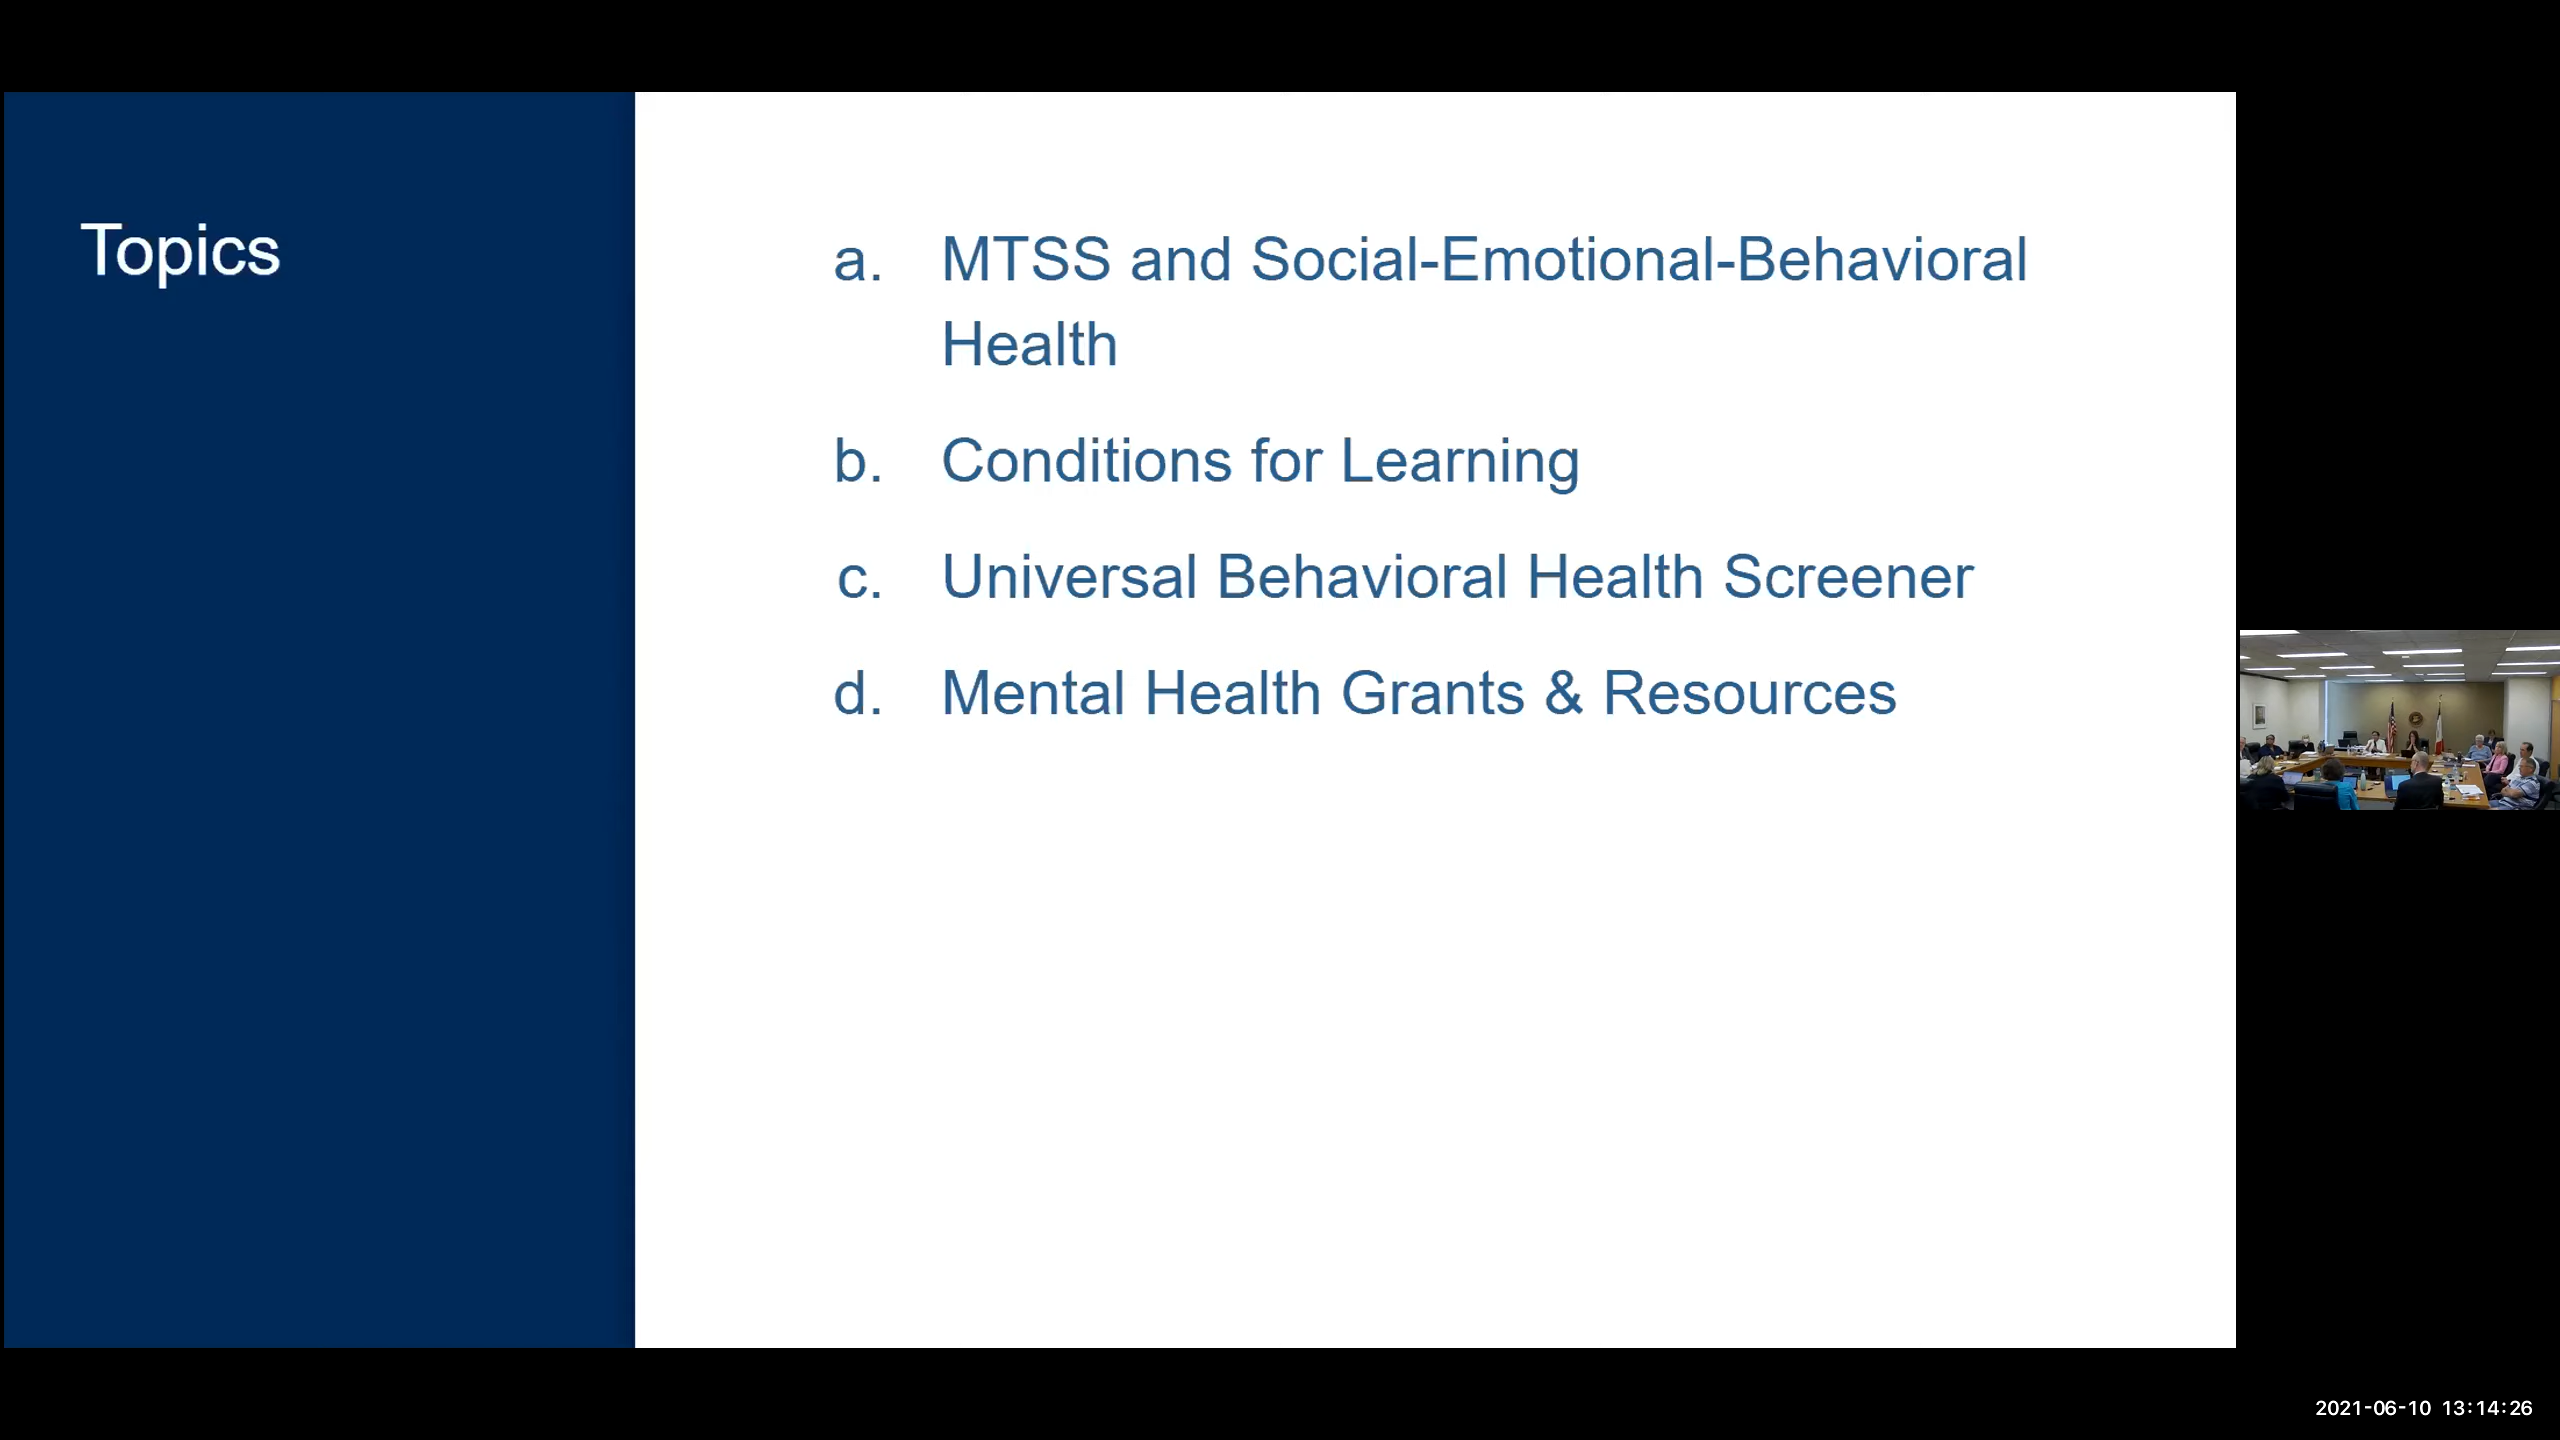 Topics
a. MTSS and Social-Emotional-Behavioral
Health
b. Conditions for Learning
c. Universal Behavioral Health Screener
d. Mental Health Grants & Resources
2021-06-10 13:14:26